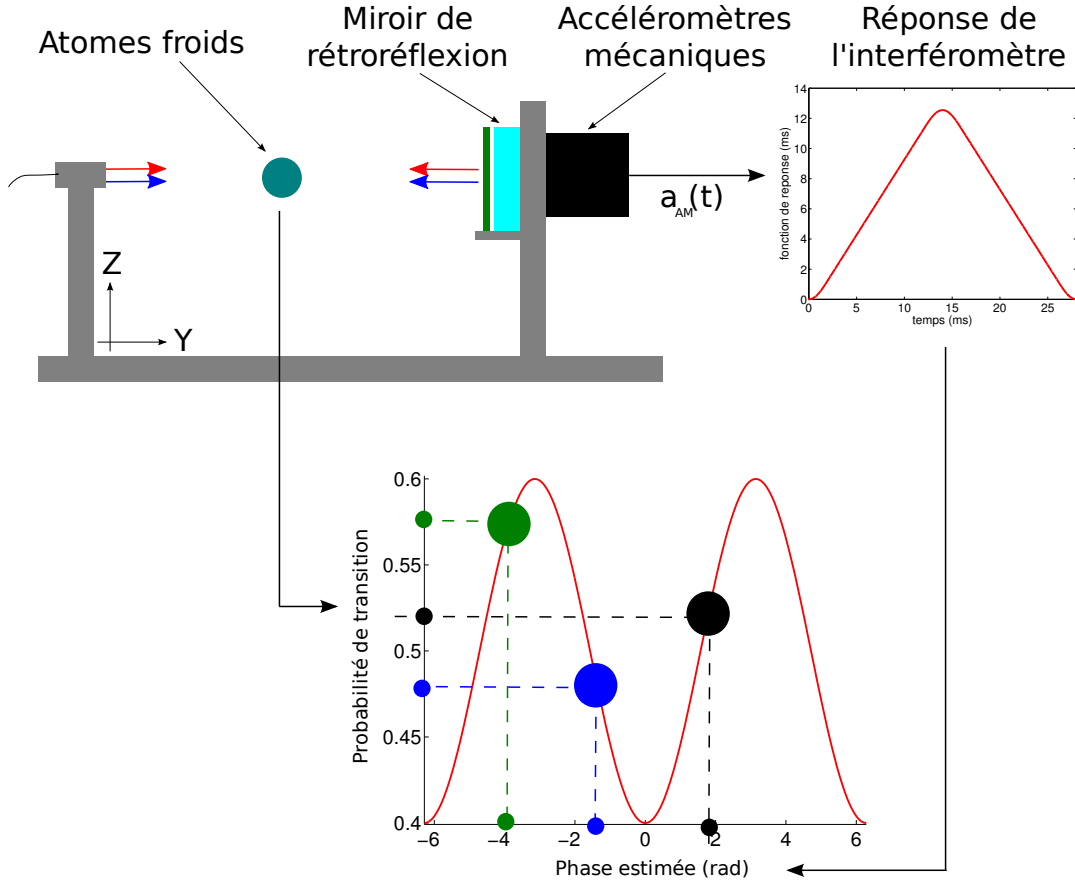 Atomes froids
Miroir de
rétroréflexion
Accéléromètres
mécaniques
Réponse de
l'interféromètre
a_AM(t)
Z
Y
fonction de reponse (ms)
14
12
10
8
6
4
2
0
0 5 10 15 20 25
temps (ms)
Probabilité de transition
0.6
0.55
0.5
0.45
0.4
−6 −4 −2 0 2 4 6
Phase estimée (rad)